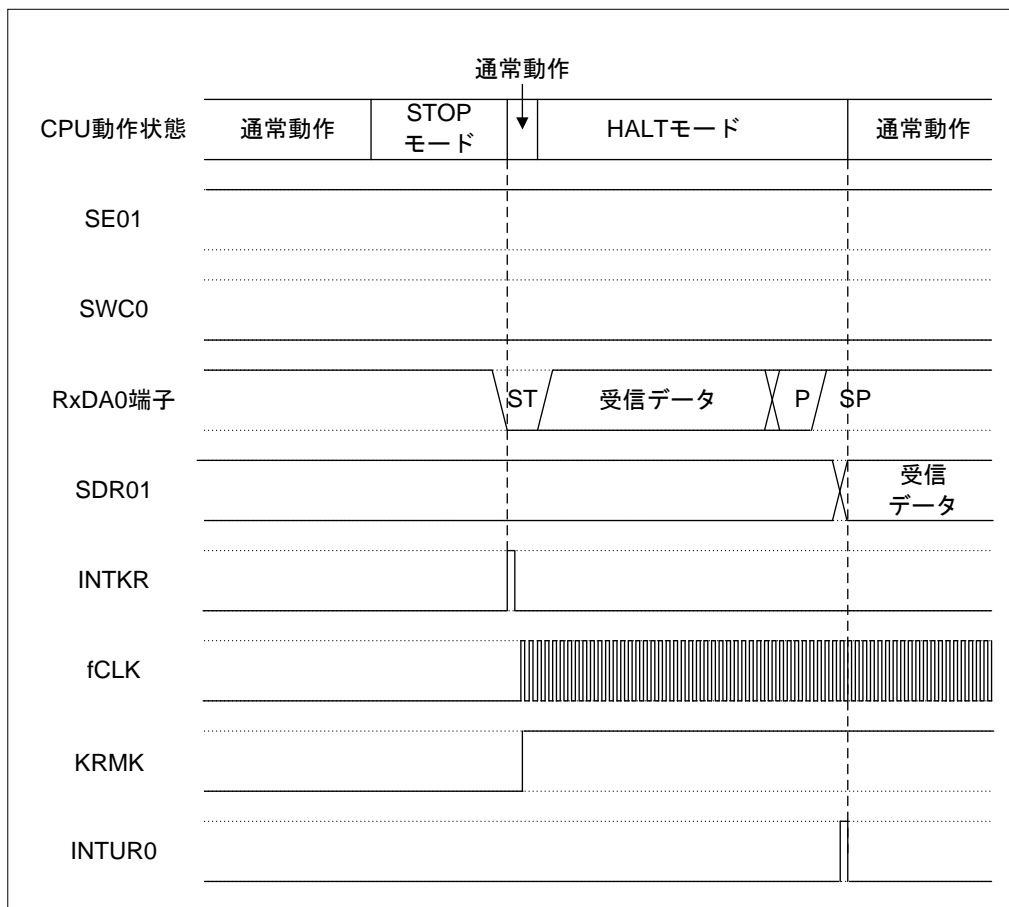 通常動作
CPU動作状態 通常動作 STOP モード HALTモード 通常動作
SE01
SWC0
RxDA0端子 ST 受信データ P SP
SDR01 受信 データ
INTKR
fCLK
KRMK
INTUR0